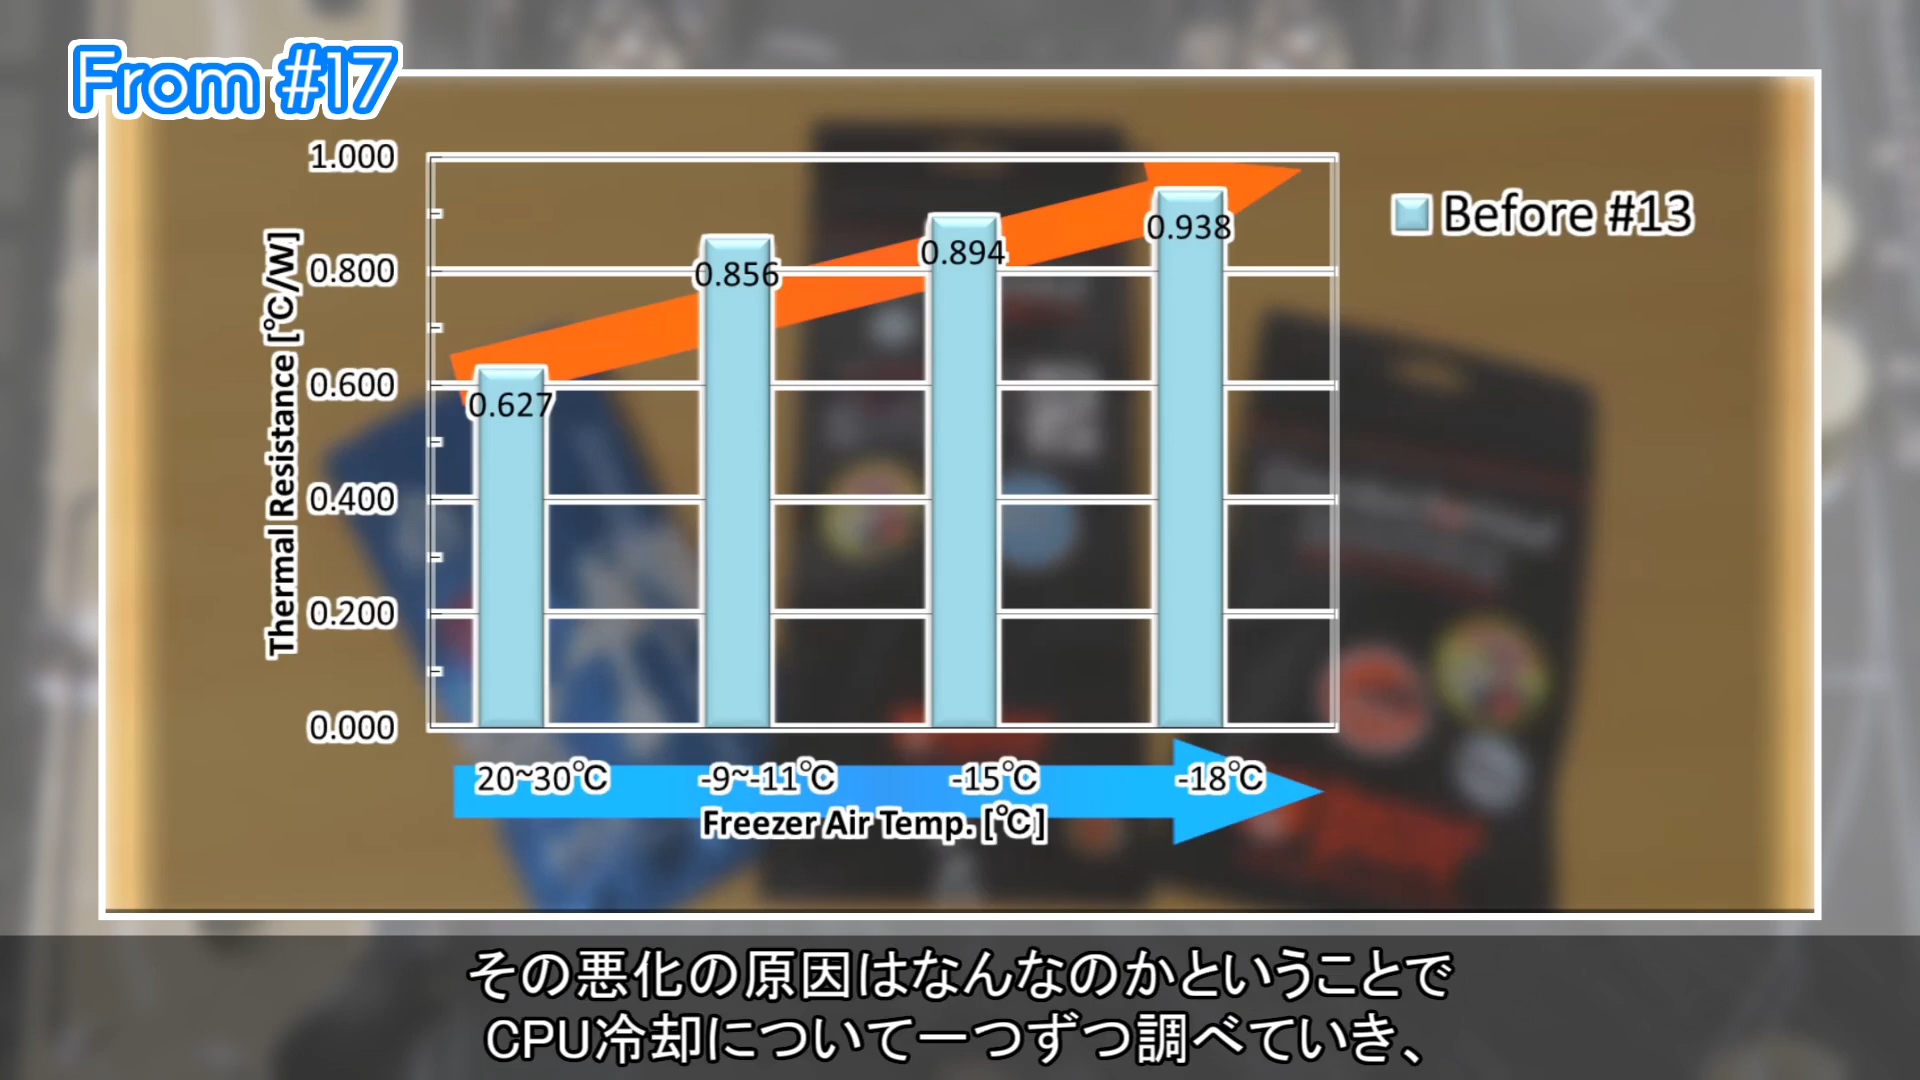 From #17
1.000
0.800
0.600
0.400
0.200
0.000
Thermal Resistance [℃/W]
0.627
0.856
0.894
0.938
Before #13
20~30℃
-9~-11℃
-15℃
-18℃
Freezer Air Temp. [℃]
その悪化の原因はなんなのかということで
CPU冷却について一つずつ調べていき、